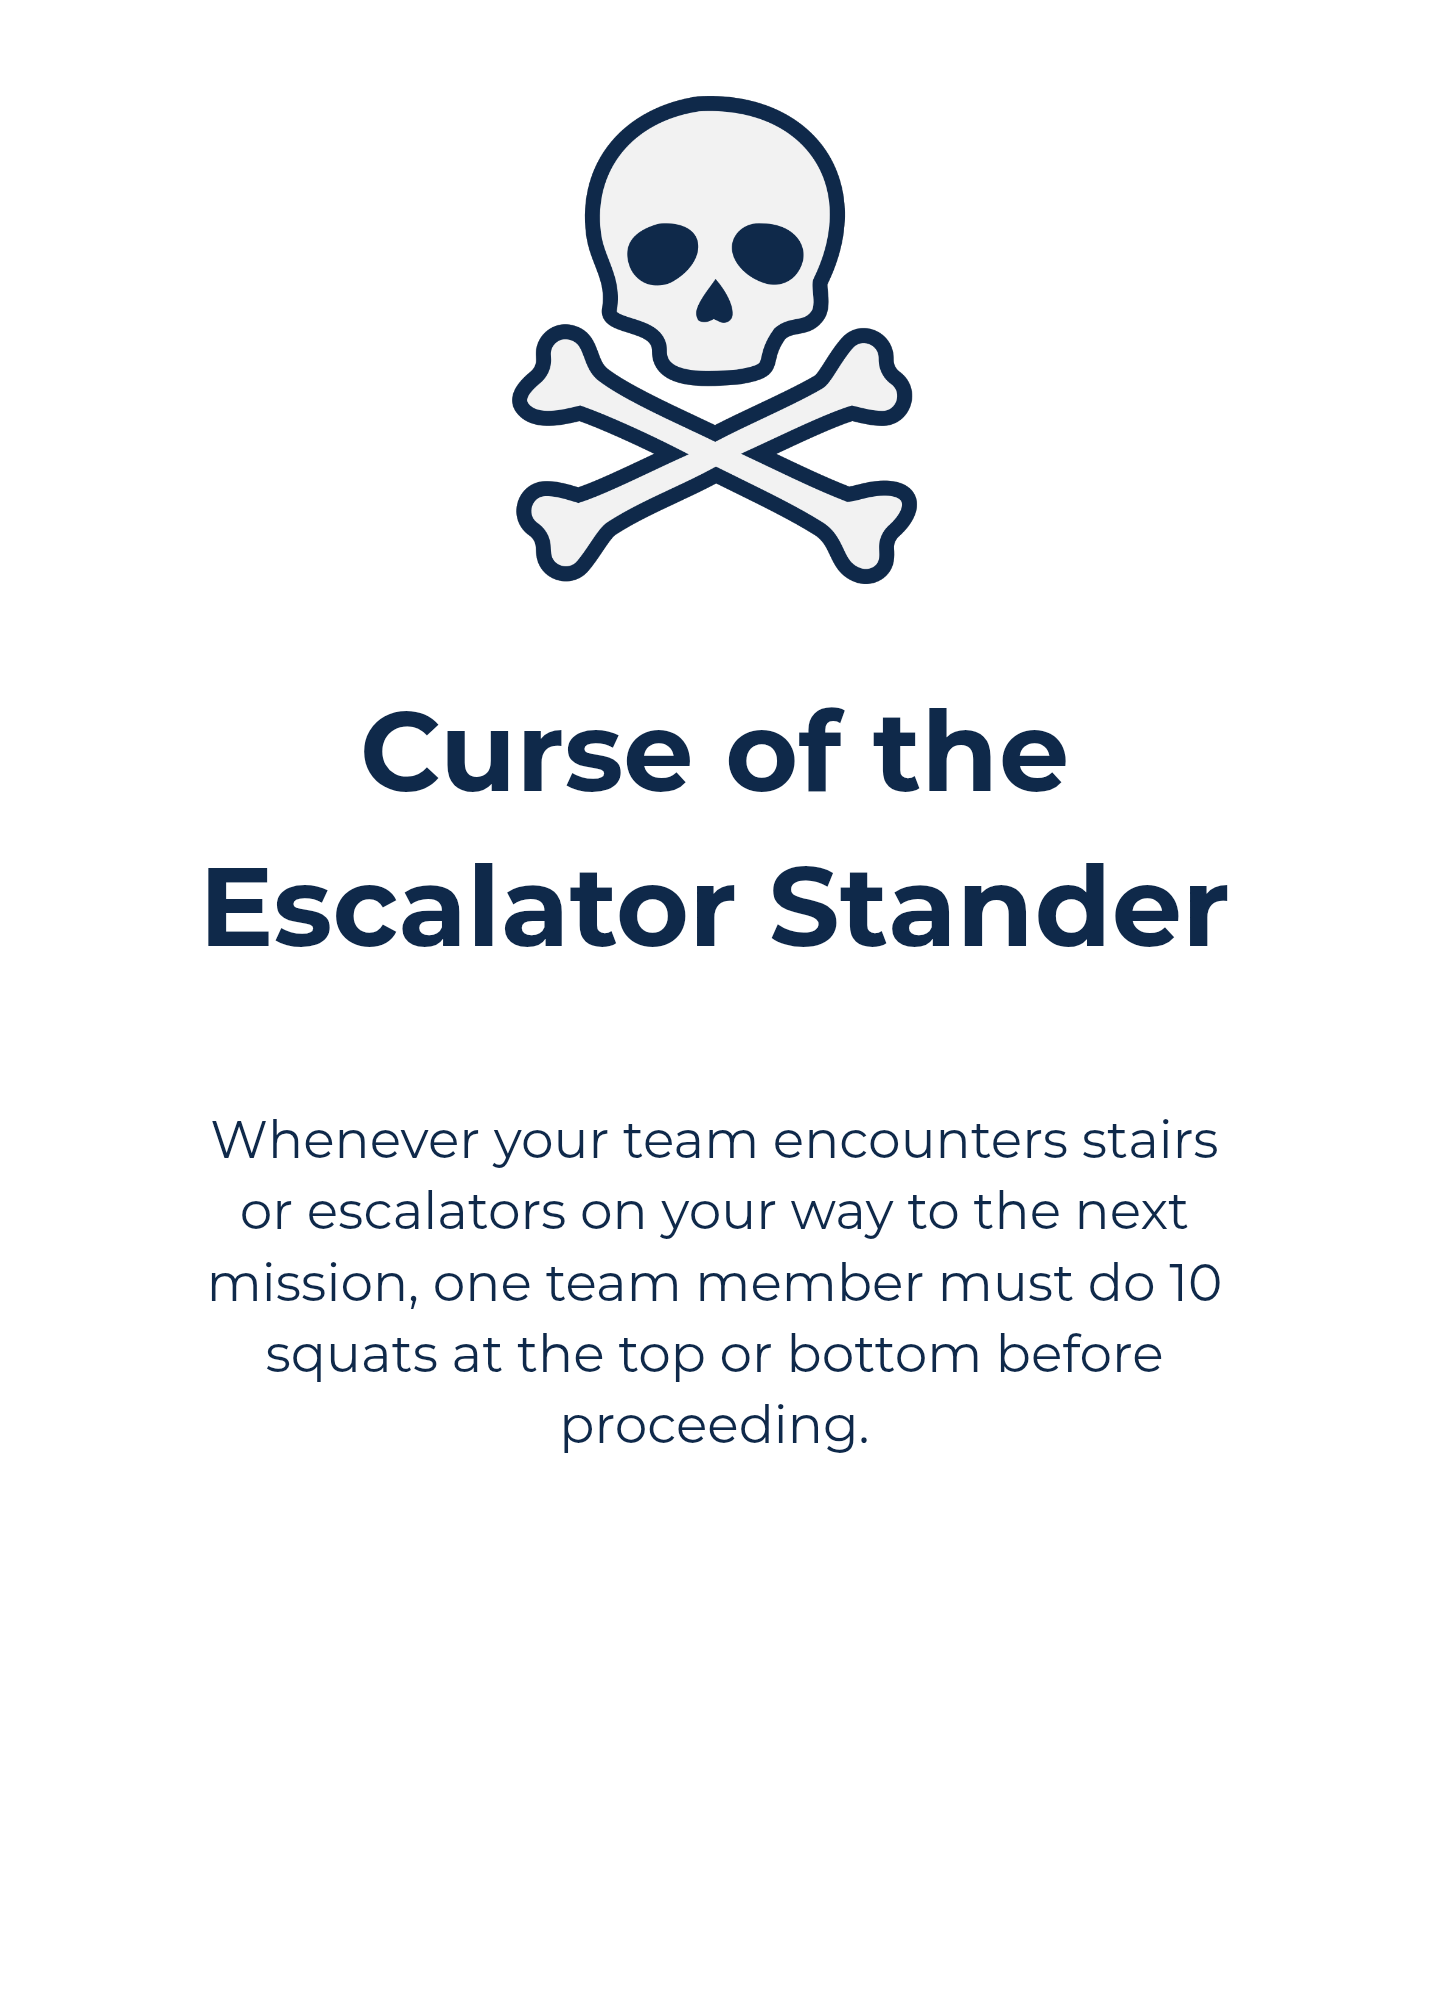 Curse of the
Escalator Stander
Whenever your team encounters stairs
or escalators on your way to the next
mission, one team member must do 10
squats at the top or bottom before
proceeding.